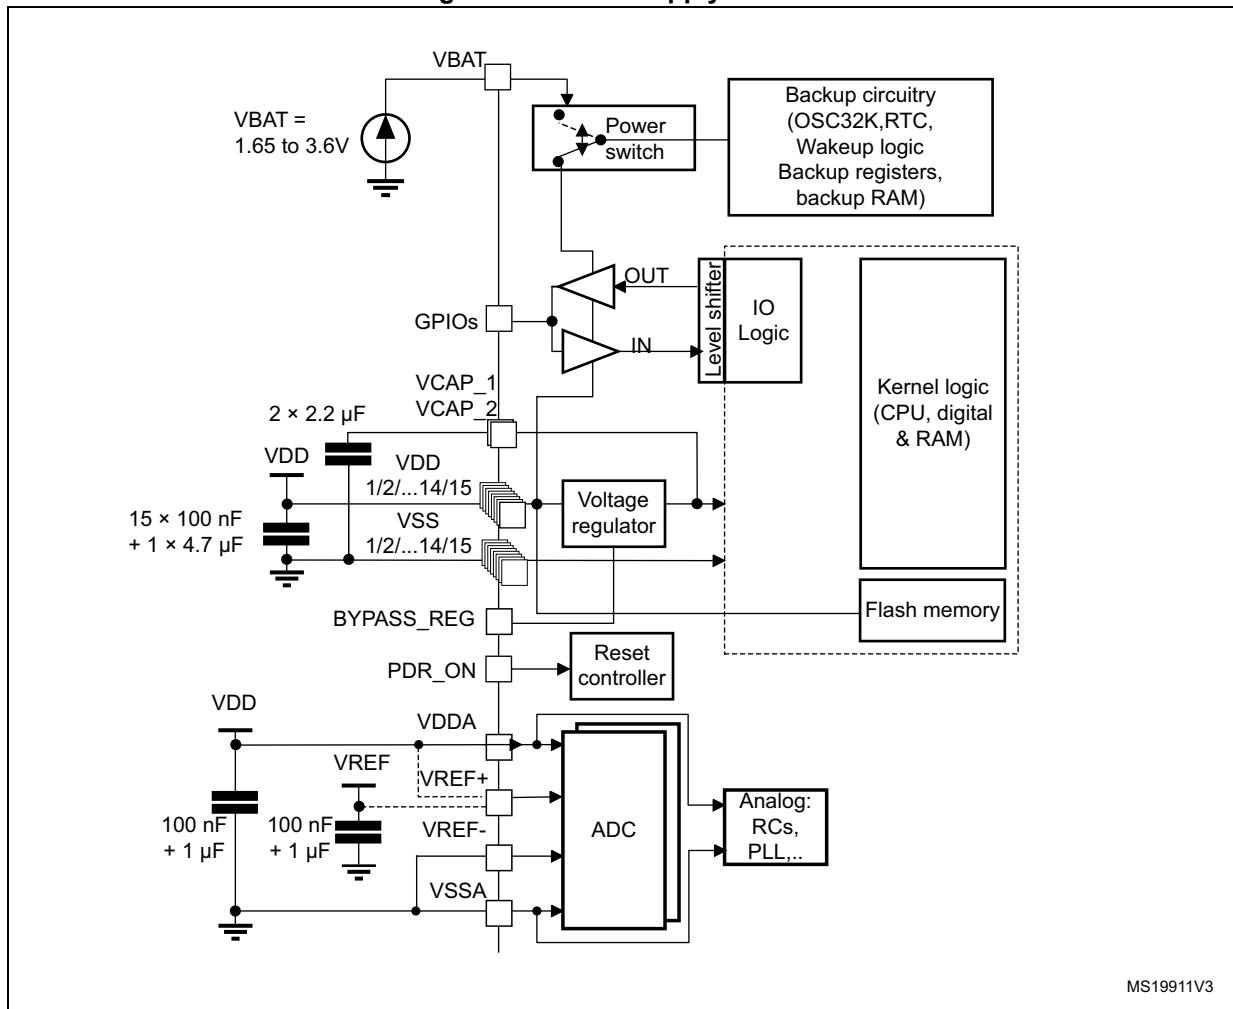 VBAT
VBAT =
1.65 to 3.6V
Power
switch
Backup circuitry
(OSC32K,RTC,
Wakeup logic
Backup registers,
backup RAM)
OUT
GPIOs
IN
Level shifter
IO
Logic
Kernel logic
(CPU, digital
& RAM)
VCAP_1
VCAP_2
2 × 2.2 μF
VDD
VDD
1/2/...14/15
15 × 100 nF
+ 1 × 4.7 μF
VSS
1/2/...14/15
Voltage
regulator
Flash memory
BYPASS_REG
PDR_ON
Reset
controller
VDD
VDDA
VREF
VREF+
100 nF
+ 1 μF
100 nF
+ 1 μF
VREF-
VSSA
ADC
Analog:
RCs,
PLL,..
MS19911V3